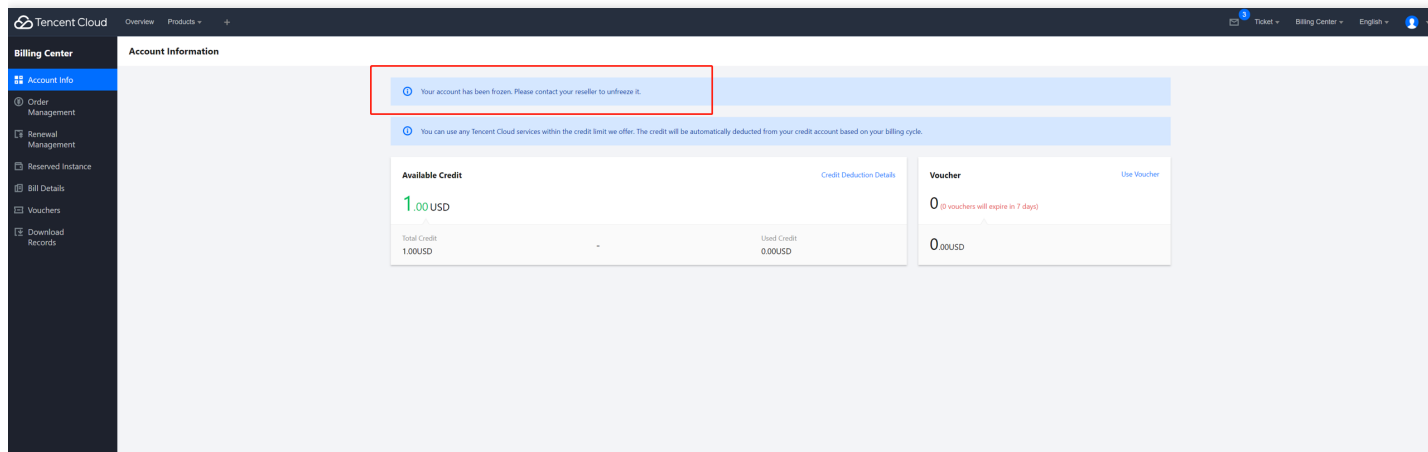 Tencent Cloud Overview Products + 3 Ticket Billing Center English
Billing Center
Account Information
Account Info
Order
Management
Renewal
Management
Reserved Instance
Bill Details
Vouchers
Download
Records
Your account has been frozen. Please contact your reseller to unfreeze it.
You can use any Tencent Cloud services within the credit limit we offer. The credit will be automatically deducted from your credit account based on your billing cycle.
Available Credit Credit Deduction Details
1.00 USD
Total Credit - Used Credit
1.00USD 0.00USD
Voucher Use Voucher
0 (0 vouchers will expire in 7 days)
0.00USD